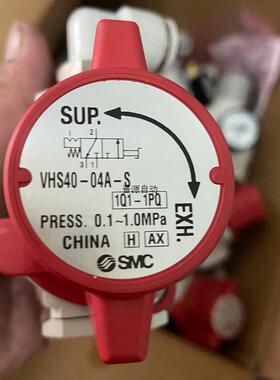 SUP.
2
3 1
VHS40-04A-S
1Q1-1PQ
PRESS. 0.1~1.0MPa
EXH.
CHINA H AX
SMC